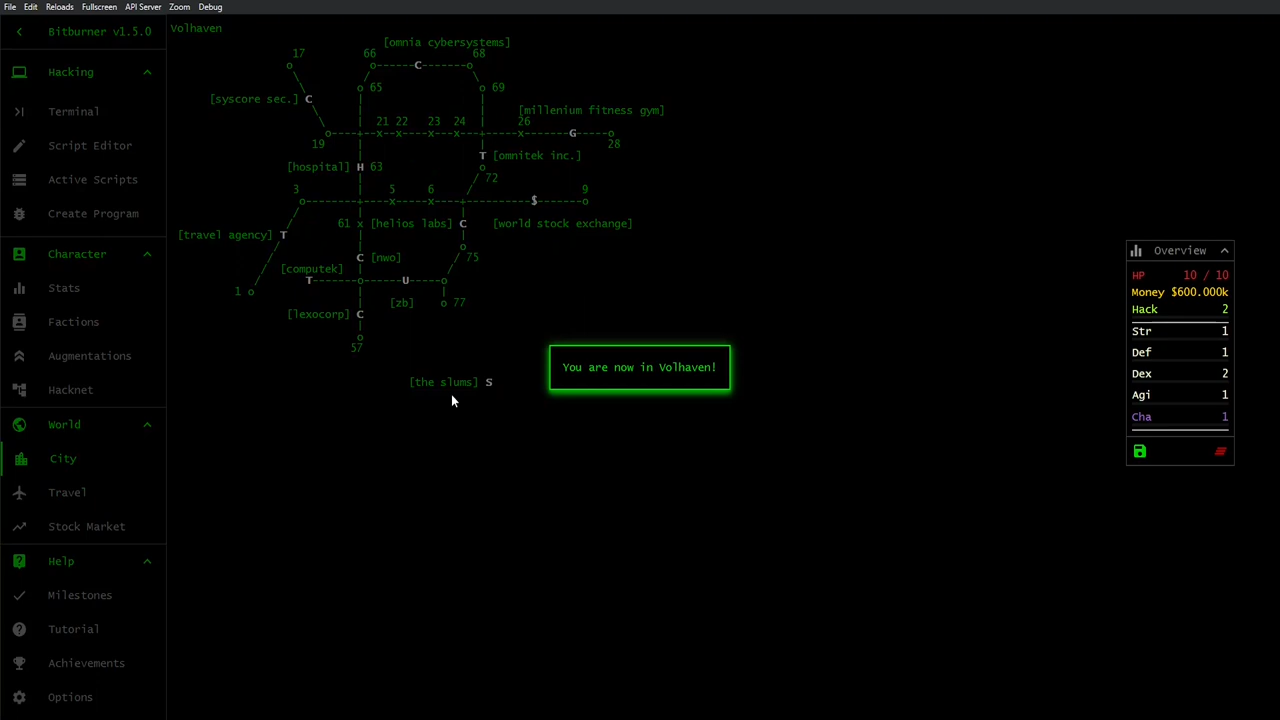 File Edit Reloads Fullscreen API Server Zoom Debug
Bitburner v1.5.0
Hacking
Terminal
Script Editor
Active Scripts
Create Program
Character
Stats
Factions
Augmentations
Hacknet
World
City
Travel
Stock Market
Help
Milestones
Tutorial
Achievements
Options
Volhaven
[omnia cybersystems]
17 66 68
o o------C-------o
\ / \
\ o 65 o 69
[syscore sec.] C | |
\ | | [millenium fitness gym]
\ | 21 22 23 24 | 26
o----+--x--x----x---x---+-----x-------G-----o
19 | | 28
| T [omnitek inc.]
[hospital] H 63 o
| / 72
3 | 5 6 /
o--------+----x-----x----+----------$-------o 9
/ | |
/ 61 x [helios labs] C [world stock exchange]
[travel agency] T | |
/ | o
/ C [nwo] / 75
/ [computek] | /
/ T-------o------U-----o
1 o | |
| [zb] o 77
[lexocorp] C
|
o
57
[the slums] S
You are now in Volhaven!
Overview
HP 10 / 10
Money $600.000k
Hack 2
Str 1
Def 1
Dex 2
Agi 1
Cha 1